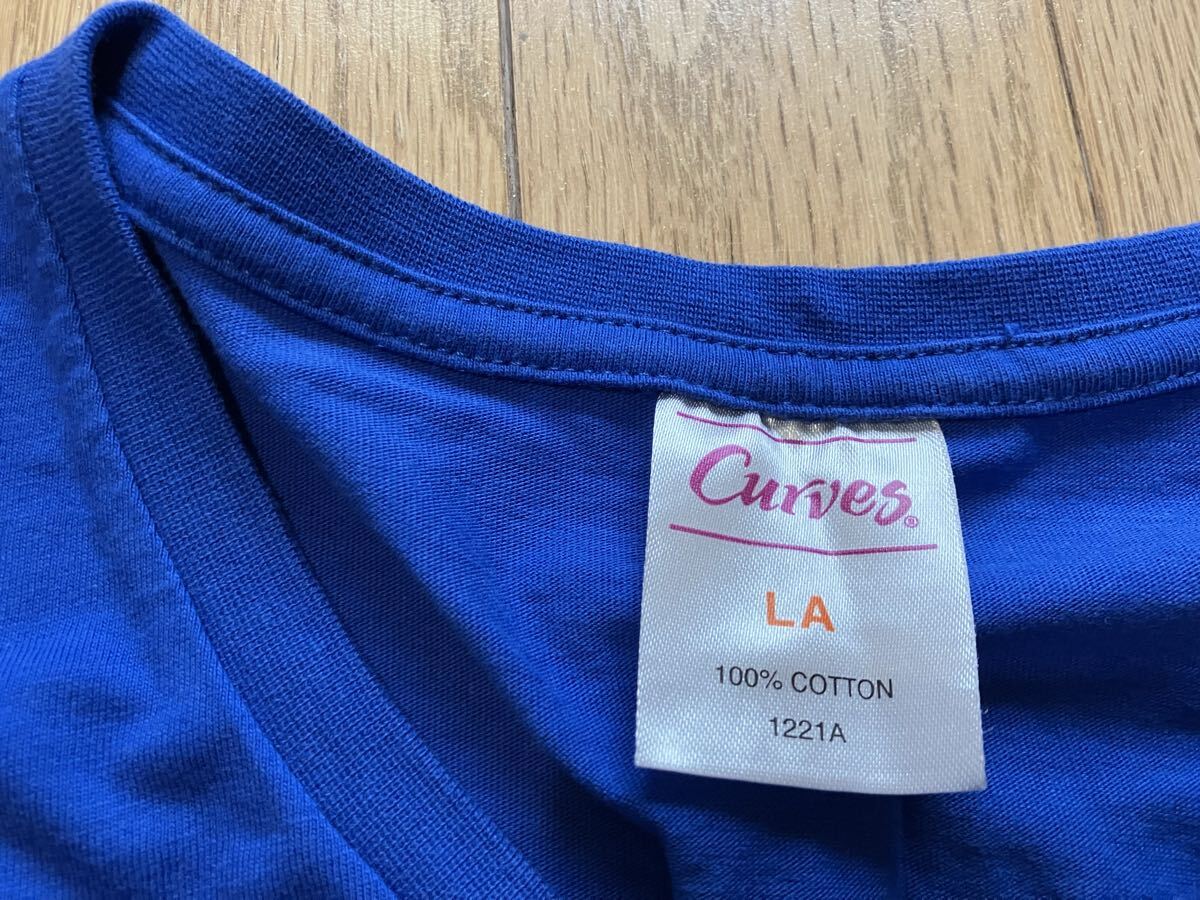 Curves®
LA
100% COTTON
1221A